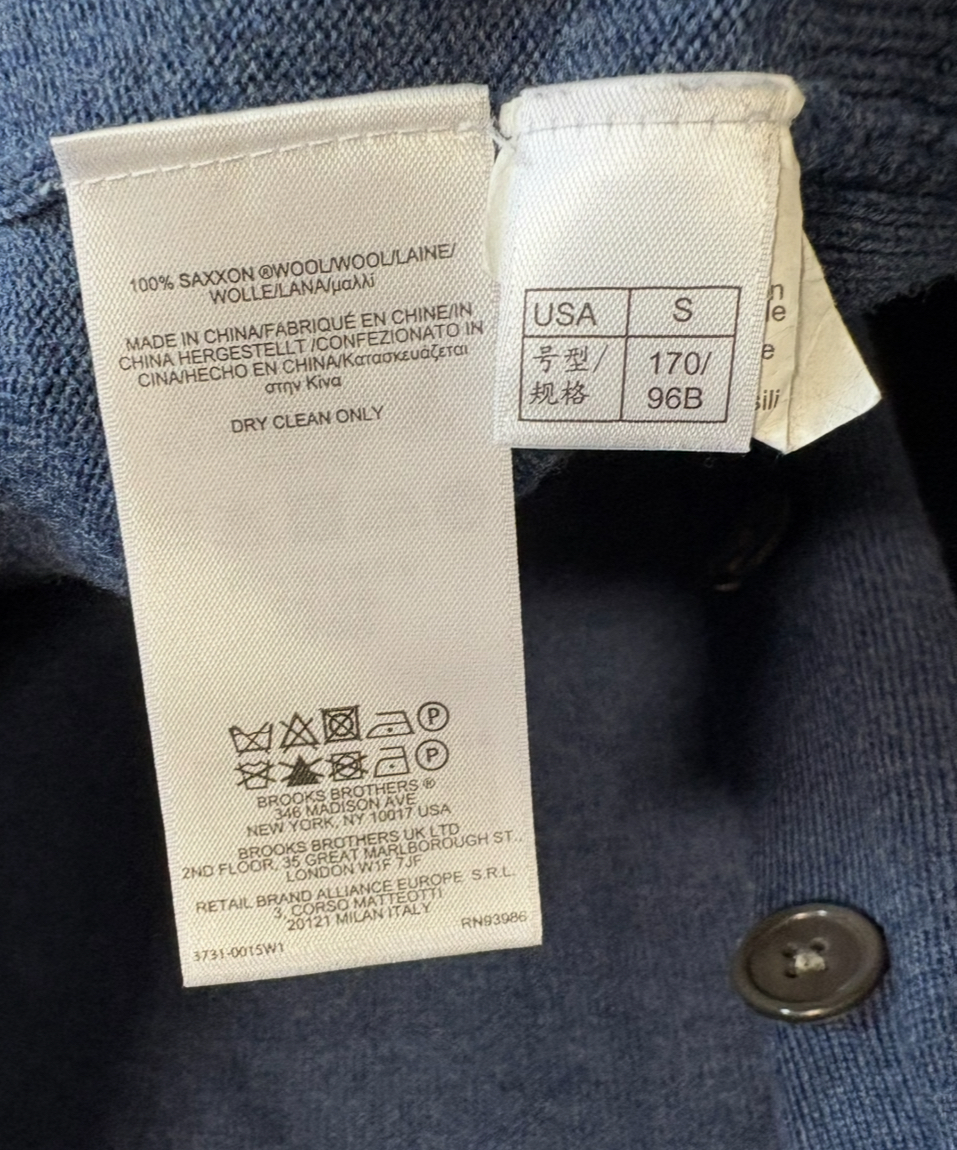 100% SAXXON ®WOOL/WOOL/LAINE/
WOLLE/LANA/μαλλί
MADE IN CHINA/FABRIQUÉ EN CHINE/IN
CHINA HERGESTELLT /CONFEZIONATO IN
CINA/HECHO EN CHINA/Κατασκευάζεται
στην Κίνα
DRY CLEAN ONLY
P
P
BROOKS BROTHERS ®
346 MADISON AVE
NEW YORK, NY 10017 USA
BROOKS BROTHERS UK LTD
2ND FLOOR, 35 GREAT MARLBOROUGH ST.,
LONDON W1F 7JF
RETAIL BRAND ALLIANCE EUROPE S.R.L.
3, CORSO MATTEOTTI
20121 MILAN ITALY
RN93986
3731-0015W1
USA S
号型/ 170/
规格 96B